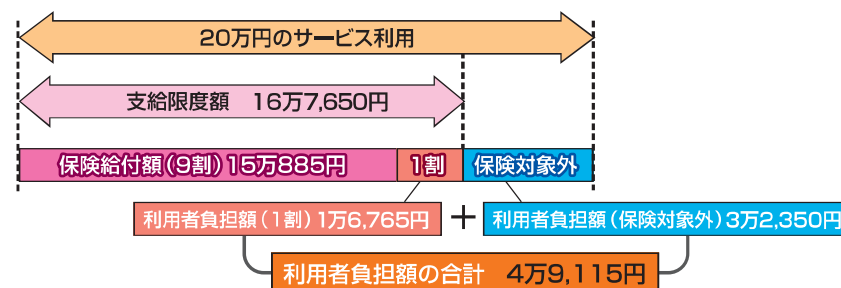 20万円のサービス利用
支給限度額 16万7,650円
保険給付額(9割)15万885円
1割
保険対象外
利用者負担額(1割)1万6,765円
+
利用者負担額(保険対象外)3万2,350円
利用者負担額の合計 4万9,115円